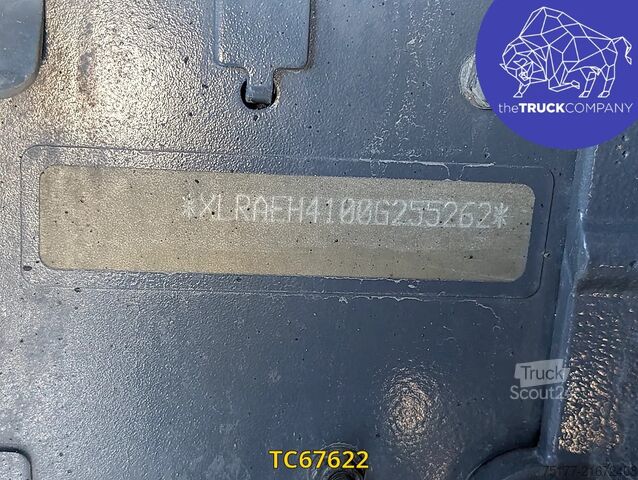 theTRUCKCOMPANY
*XLRAEH4100G255262*
Truck
Scout24
TC67622